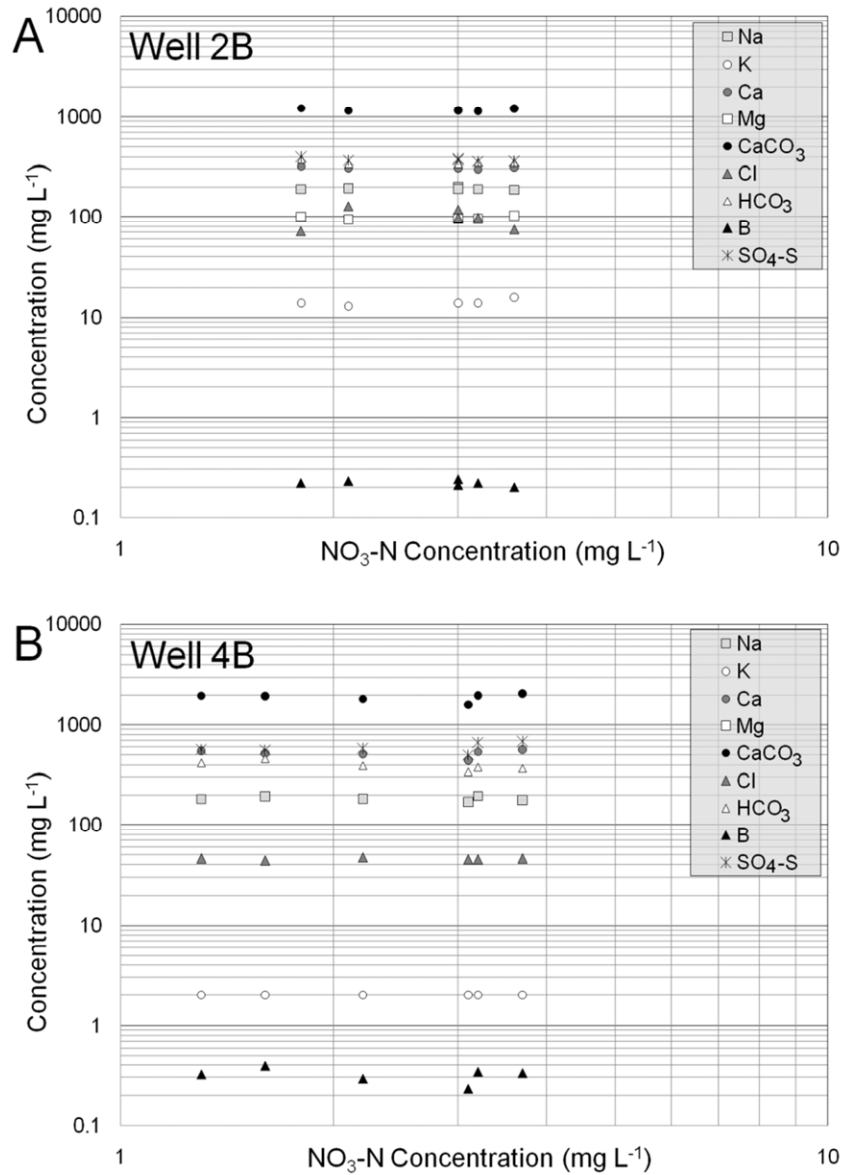 A
Well 2B
10000
1000
100
10
1
0.1
Concentration (mg L⁻¹)
Na
K
Ca
Mg
CaCO₃
Cl
HCO₃
B
SO₄-S
1
NO₃-N Concentration (mg L⁻¹)
10
B
Well 4B
10000
1000
100
10
1
0.1
Concentration (mg L⁻¹)
Na
K
Ca
Mg
CaCO₃
Cl
HCO₃
B
SO₄-S
1
NO₃-N Concentration (mg L⁻¹)
10